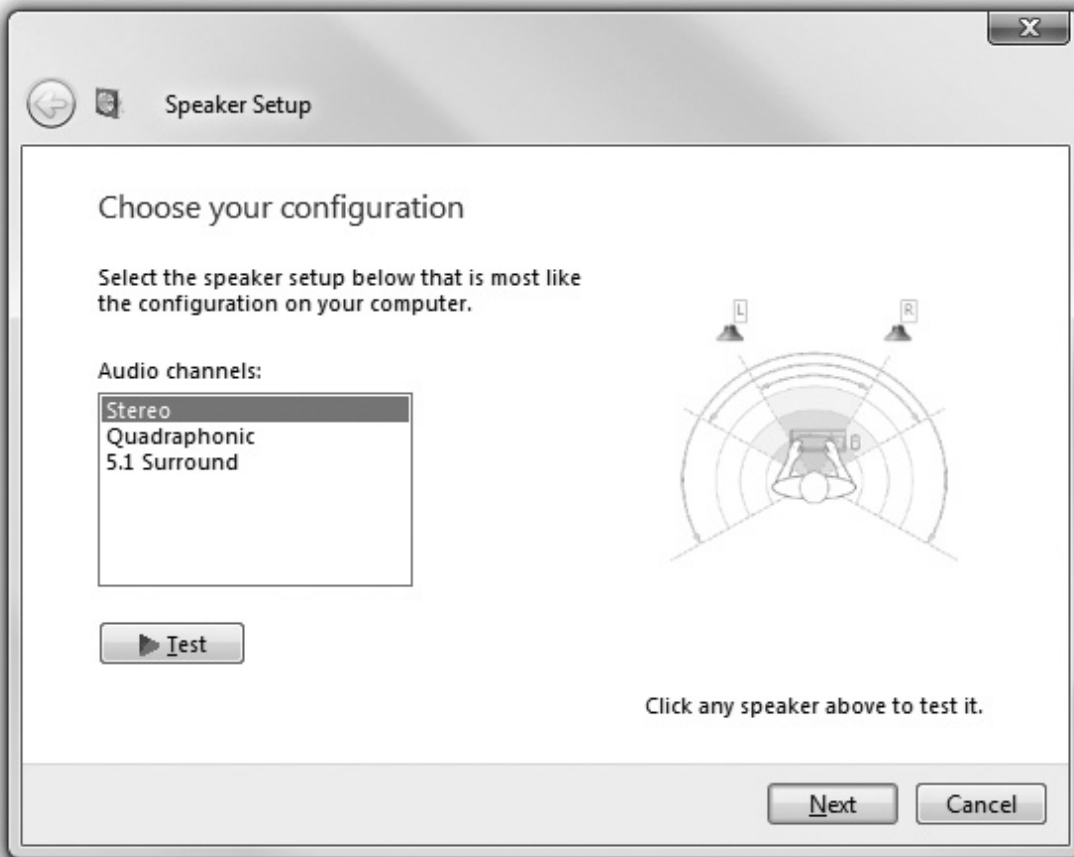 X
Speaker Setup
Choose your configuration
Select the speaker setup below that is most like
the configuration on your computer.
L
R
Audio channels:
Stereo
Quadraphonic
5.1 Surround
Test
Click any speaker above to test it.
Next
Cancel